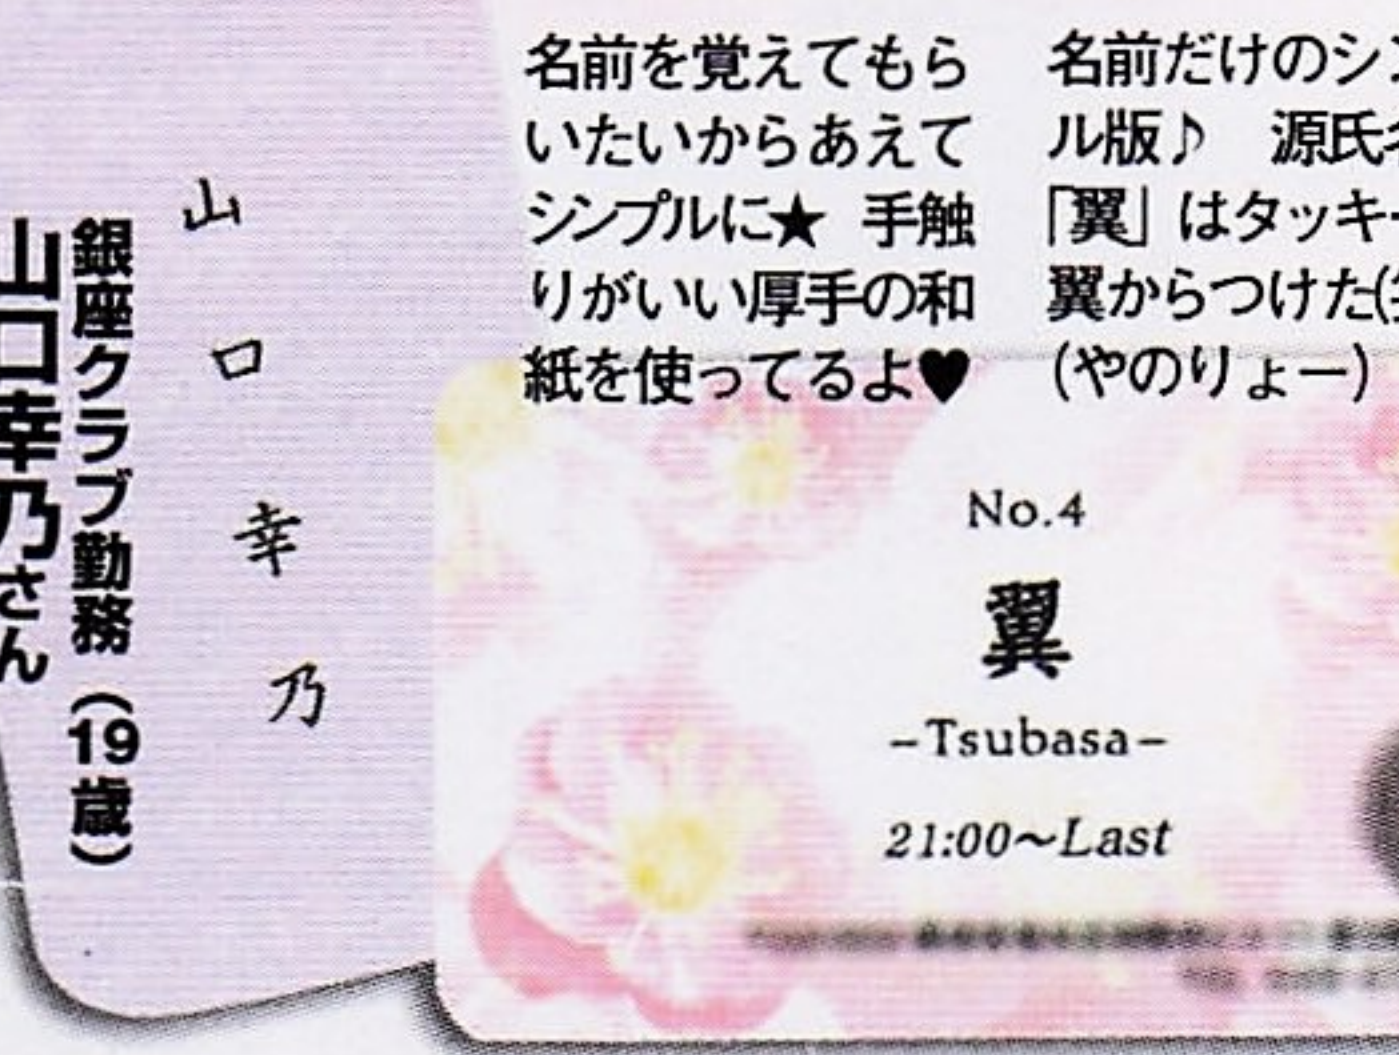 名前を覚えてもら
いたいからあえて
シンプルに★ 手触
りがいい厚手の和
紙を使ってるよ♥
名前だけのシン
ル版♪ 源氏
「翼」はタッキー
翼からつけた(
(やのりょー)
山口幸乃
銀座クラブ勤務(19歳)
山口幸乃さん
No.4
翼
–Tsubasa–
21:00〜Last